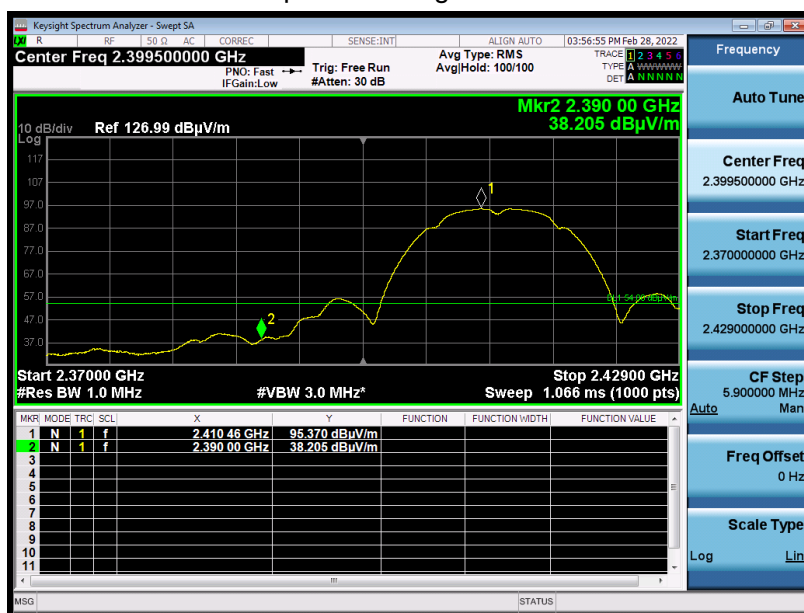 Keysight Spectrum Analyzer - Swept SA
LXI R RF 50 Ω AC CORREC SENSE:INT ALIGN AUTO 03:56:55 PM Feb 28, 2022
Center Freq 2.399500000 GHz
PNO: Fast
IFGain:Low
Trig: Free Run
#Atten: 30 dB
Avg Type: RMS
Avg|Hold: 100/100
TRACE 1 2 3 4 5 6
TYPE A WWWWW
DET A N N N N N
Mkr2 2.390 00 GHz
38.205 dBµV/m
10 dB/div Ref 126.99 dBµV/m
Log
117
107
97.0
87.0
77.0
67.0
57.0
47.0
37.0
1
2
DL1 54.00 dBµV/m
Start 2.37000 GHz Stop 2.42900 GHz
#Res BW 1.0 MHz #VBW 3.0 MHz* Sweep 1.066 ms (1000 pts)
MKR MODE TRC SCL X Y FUNCTION FUNCTION WIDTH FUNCTION VALUE
1 N 1 f 2.410 46 GHz 95.370 dBµV/m
2 N 1 f 2.390 00 GHz 38.205 dBµV/m
3
4
5
6
7
8
9
10
11
MSG STATUS
Frequency
Auto Tune
Center Freq
2.399500000 GHz
Start Freq
2.370000000 GHz
Stop Freq
2.429000000 GHz
CF Step
5.900000 MHz
Auto Man
Freq Offset
0 Hz
Scale Type
Log Lin